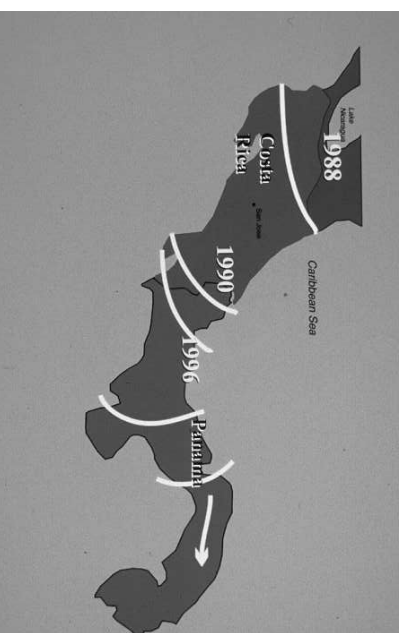 Lake
Nicaragua
1988
Costa
Rica
San José
Caribbean Sea
1990
1996
Panama